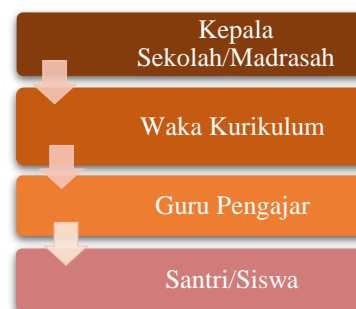 Kepala
Sekolah/Madrasah
Waka Kurikulum
Guru Pengajar
Santri/Siswa